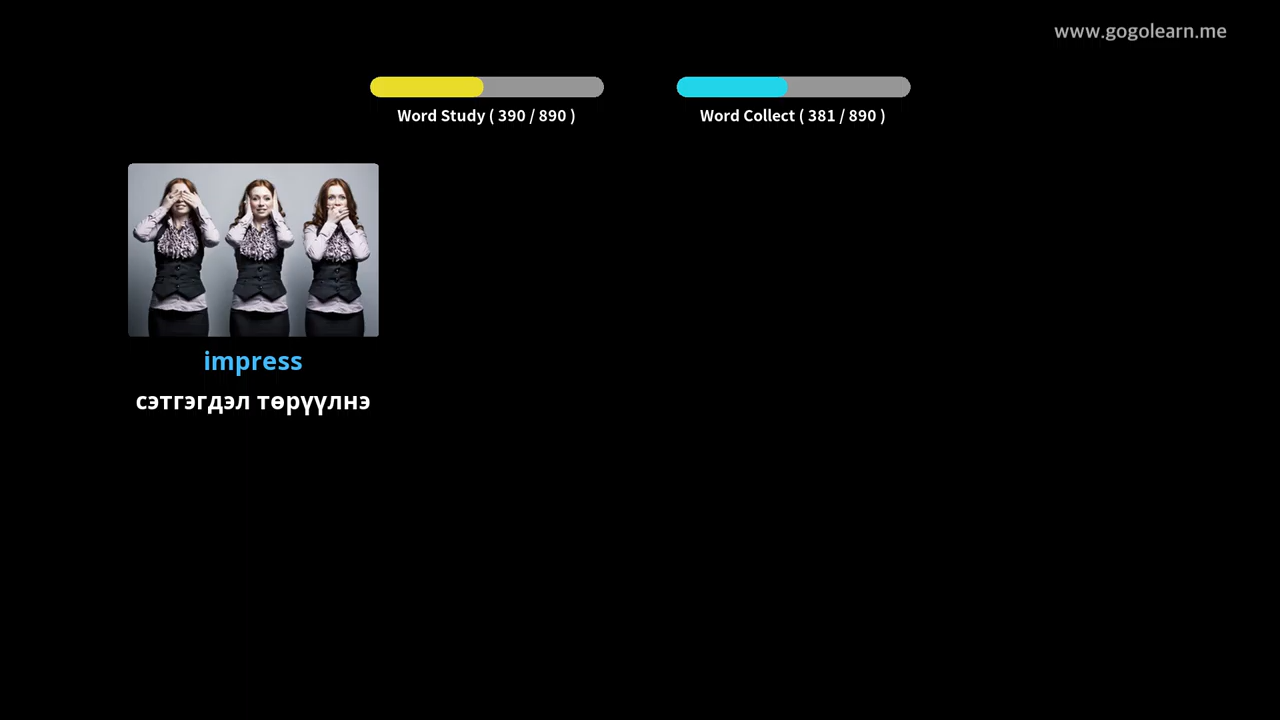 www.gogolearn.me
Word Study ( 390 / 890 )
Word Collect ( 381 / 890 )
impress
сэтгэгдэл төрүүлнэ